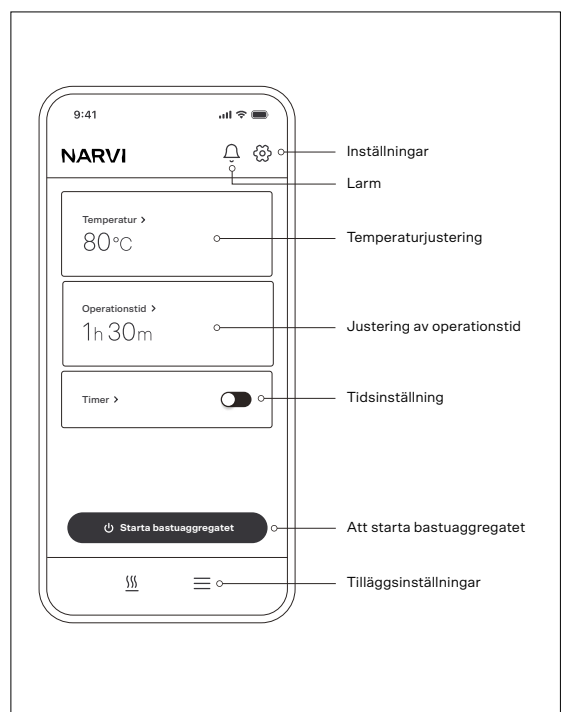 9:41
NARVI
Inställningar
Larm
Temperatur >
80°C
Temperaturjustering
Operationstid >
1h 30m
Justering av operationstid
Timer >
Tidsinställning
Starta bastuaggregatet
Att starta bastuaggregatet
Tilläggsinställningar